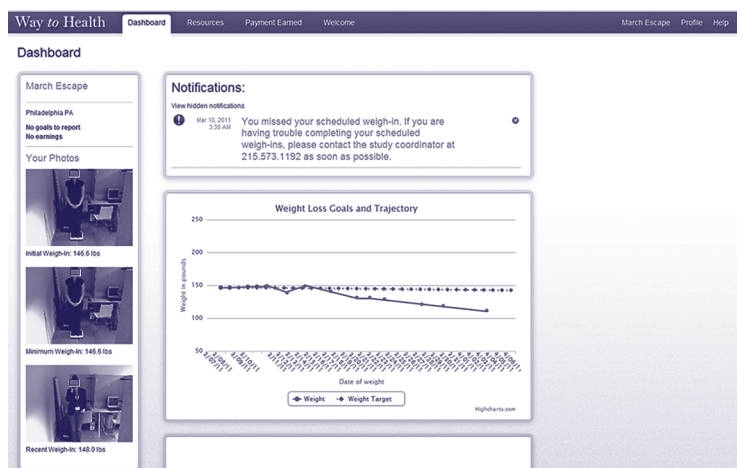 Way to Health
Dashboard
Resources
Payment Earned
Welcome
March Escape
Profile
Help
Dashboard
March Escape
Philadelphia PA
No goals to report
No earnings
Your Photos
Initial Weigh-In: 146.6 lbs
Minimum Weigh-In: 146.6 lbs
Recent Weigh-In: 148.0 lbs
Notifications:
View hidden notifications
Mar 10, 2011
3:30 AM
You missed your scheduled weigh-in. If you are
having trouble completing your scheduled
weigh-ins, please contact the study coordinator at
215.573.1192 as soon as possible.
Weight Loss Goals and Trajectory
Weight in pounds
250
200
150
100
50
Date of weight
Weight
Weight Target
Highcharts.com